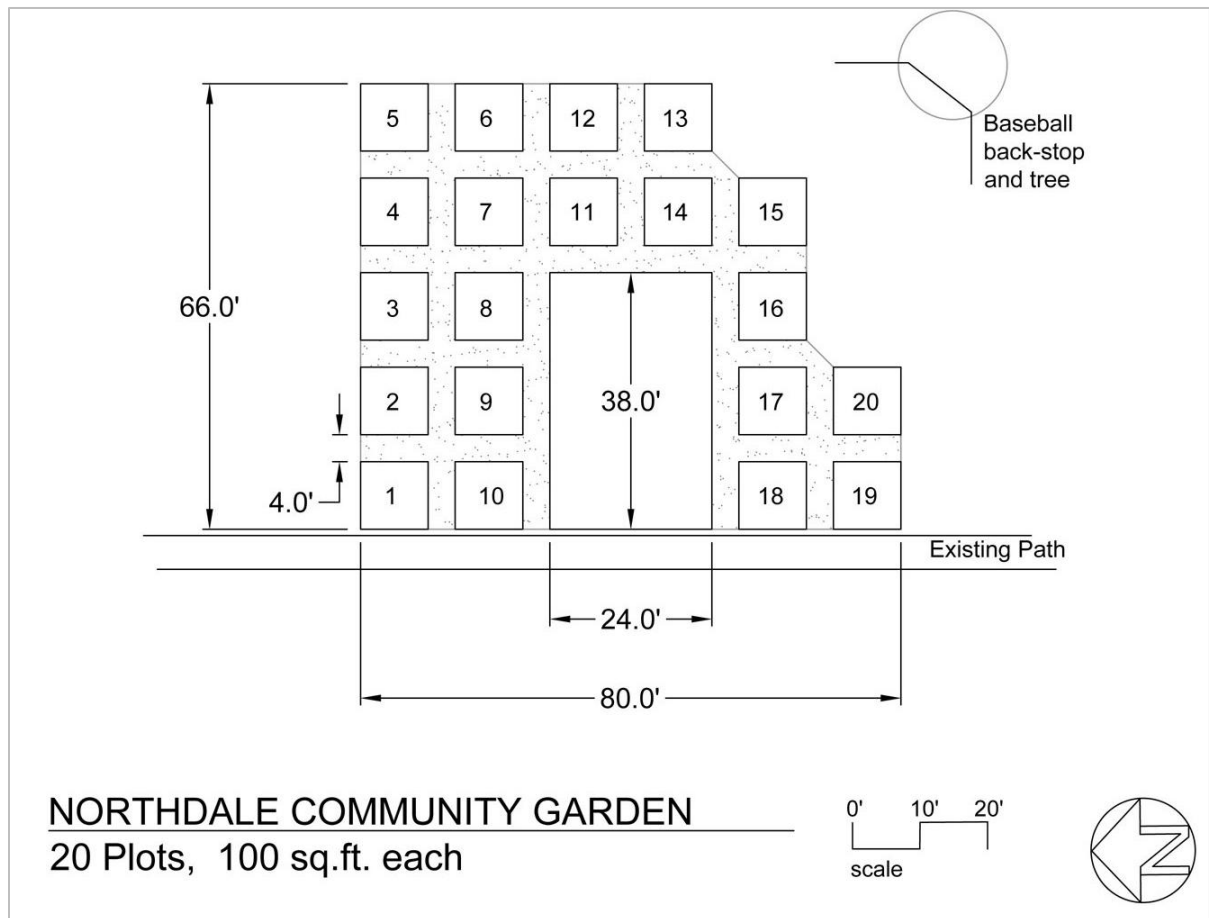 5 6 12 13
Baseball
back-stop
and tree
4 7 11 14 15
66.0'
3 8 16
2 9 38.0' 17 20
4.0'
1 10 18 19
Existing Path
24.0'
80.0'
NORTHDALE COMMUNITY GARDEN
20 Plots, 100 sq.ft. each
0' 10' 20'
scale
N